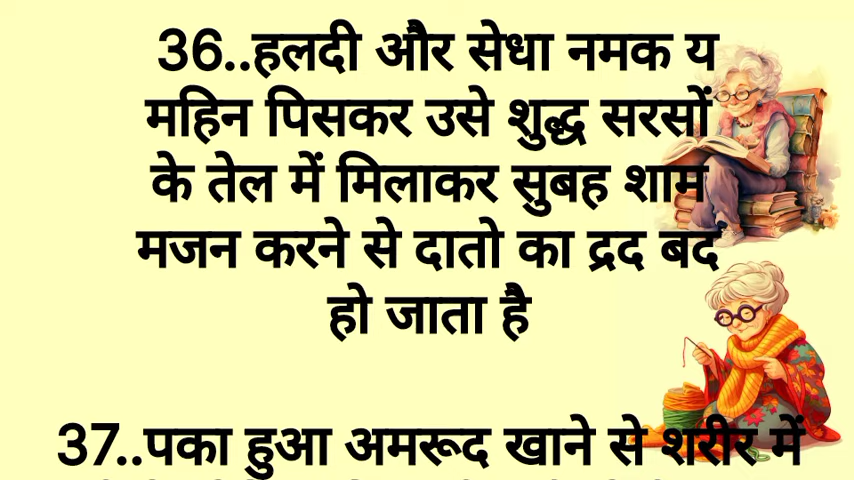 36..हलदी और सेधा नमक य
महिन पिसकर उसे शुद्ध सरसों
के तेल में मिलाकर सुबह शाम
मजन करने से दातो का द्रद बद
हो जाता है
37..पका हुआ अमरूद खाने से शरीर में